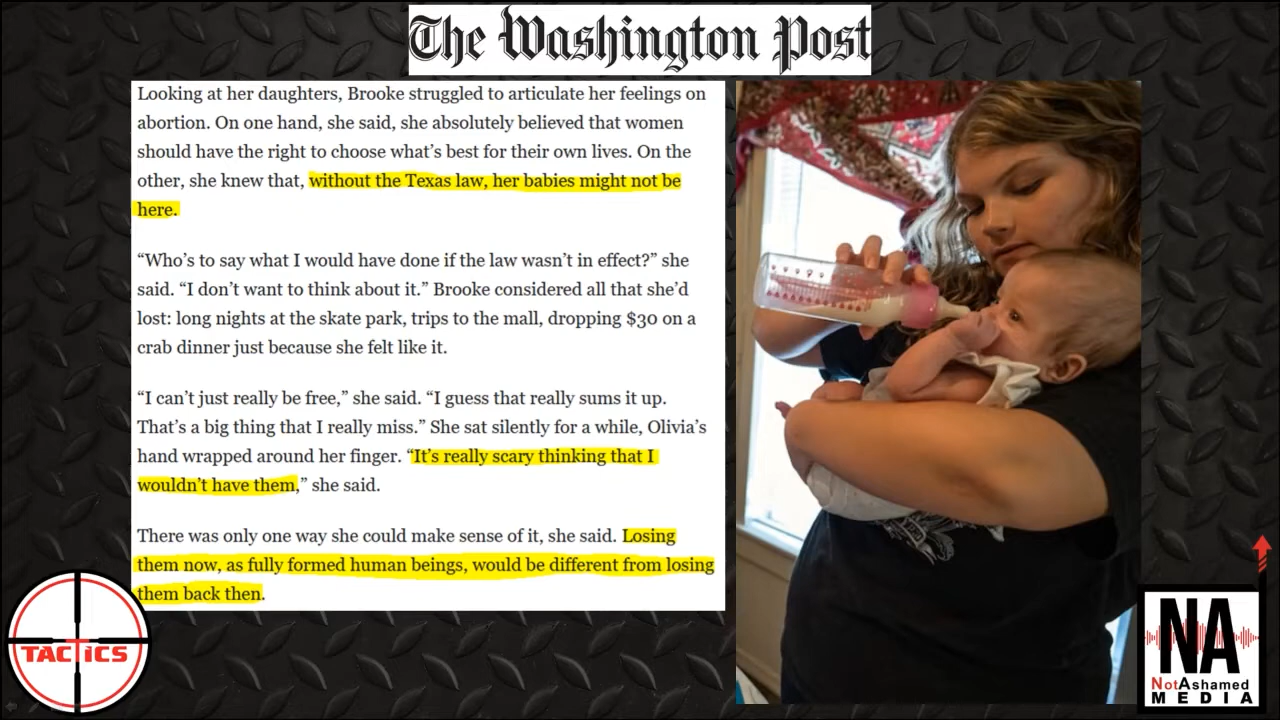 The Washington Post
Looking at her daughters, Brooke struggled to articulate her feelings on
abortion. On one hand, she said, she absolutely believed that women
should have the right to choose what’s best for their own lives. On the
other, she knew that, without the Texas law, her babies might not be
here.
“Who’s to say what I would have done if the law wasn’t in effect?” she
said. “I don’t want to think about it.” Brooke considered all that she’d
lost: long nights at the skate park, trips to the mall, dropping $30 on a
crab dinner just because she felt like it.
“I can’t just really be free,” she said. “I guess that really sums it up.
That’s a big thing that I really miss.” She sat silently for a while, Olivia’s
hand wrapped around her finger. “It’s really scary thinking that I
wouldn’t have them,” she said.
There was only one way she could make sense of it, she said. Losing
them now, as fully formed human beings, would be different from losing
them back then.
TACTICS
NA
NotAshamed
MEDIA